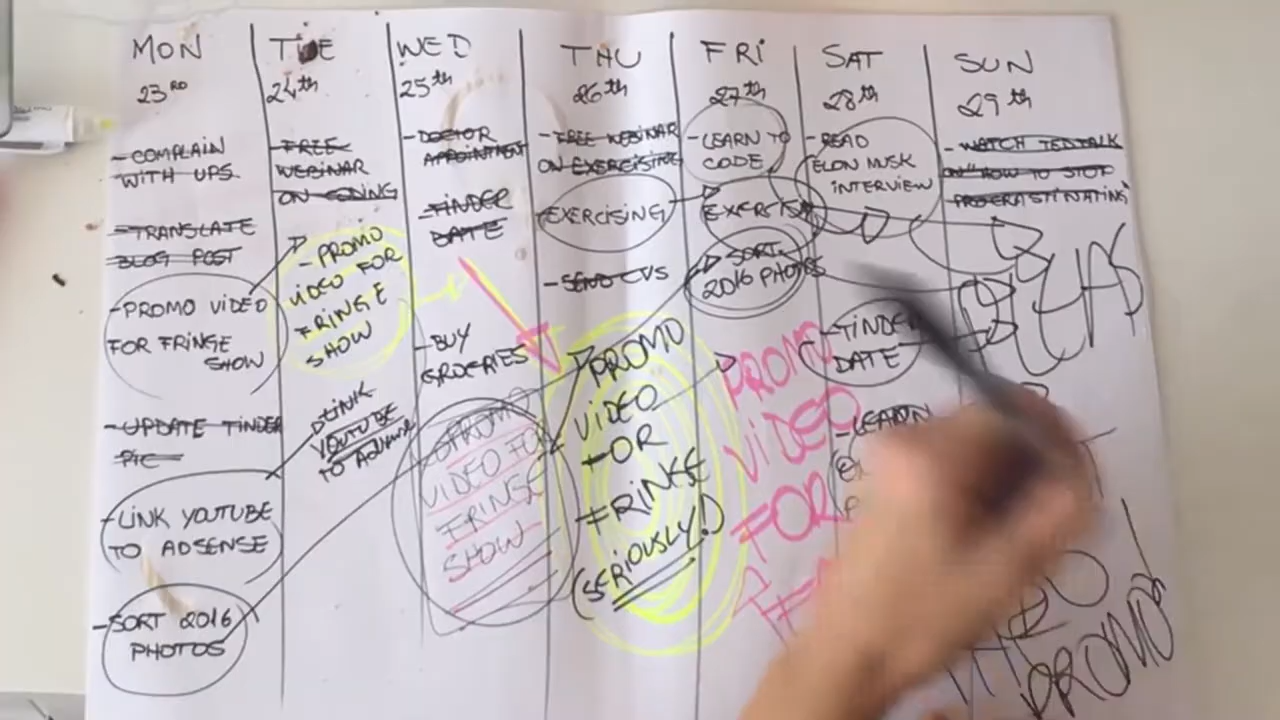 MON
23RD
- COMPLAIN
WITH UPS
- TRANSLATE
BLOG POST
- PROMO VIDEO
FOR FRINGE
SHOW
- UPDATE TINDER
PIC
- LINK YOUTUBE
TO ADSENSE
- SORT 2016
PHOTOS
TUE
24th
- FREE
WEBINAR
ON CODING
- PROMO
VIDEO FOR
FRINGE
SHOW
- LINK
YOUTUBE
TO ADSENSE
WED
25th
- DOCTOR
APPOINTMENT
- TINDER
DATE
- BUY
GROCERIES
PROMO
VIDEO FOR
FRINGE
SHOW
THU
26th
- FREE WEBINAR
ON EXERCISING
EXERCISING
- SEND CVS
PROMO
VIDEO
FOR
FRINGE
(SERIOUSLY!)
FRI
27th
- LEARN TO
CODE
EXERCISING
- SORT
2016 PHOTOS
PROMO
VIDEO
FOR
SAT
28th
- READ
ELON MUSK
INTERVIEW
- TINDER
DATE
- LEARN
SUN
29th
- WATCH TED TALK
ON "HOW TO STOP
PROCRASTINATING"
PROMO!